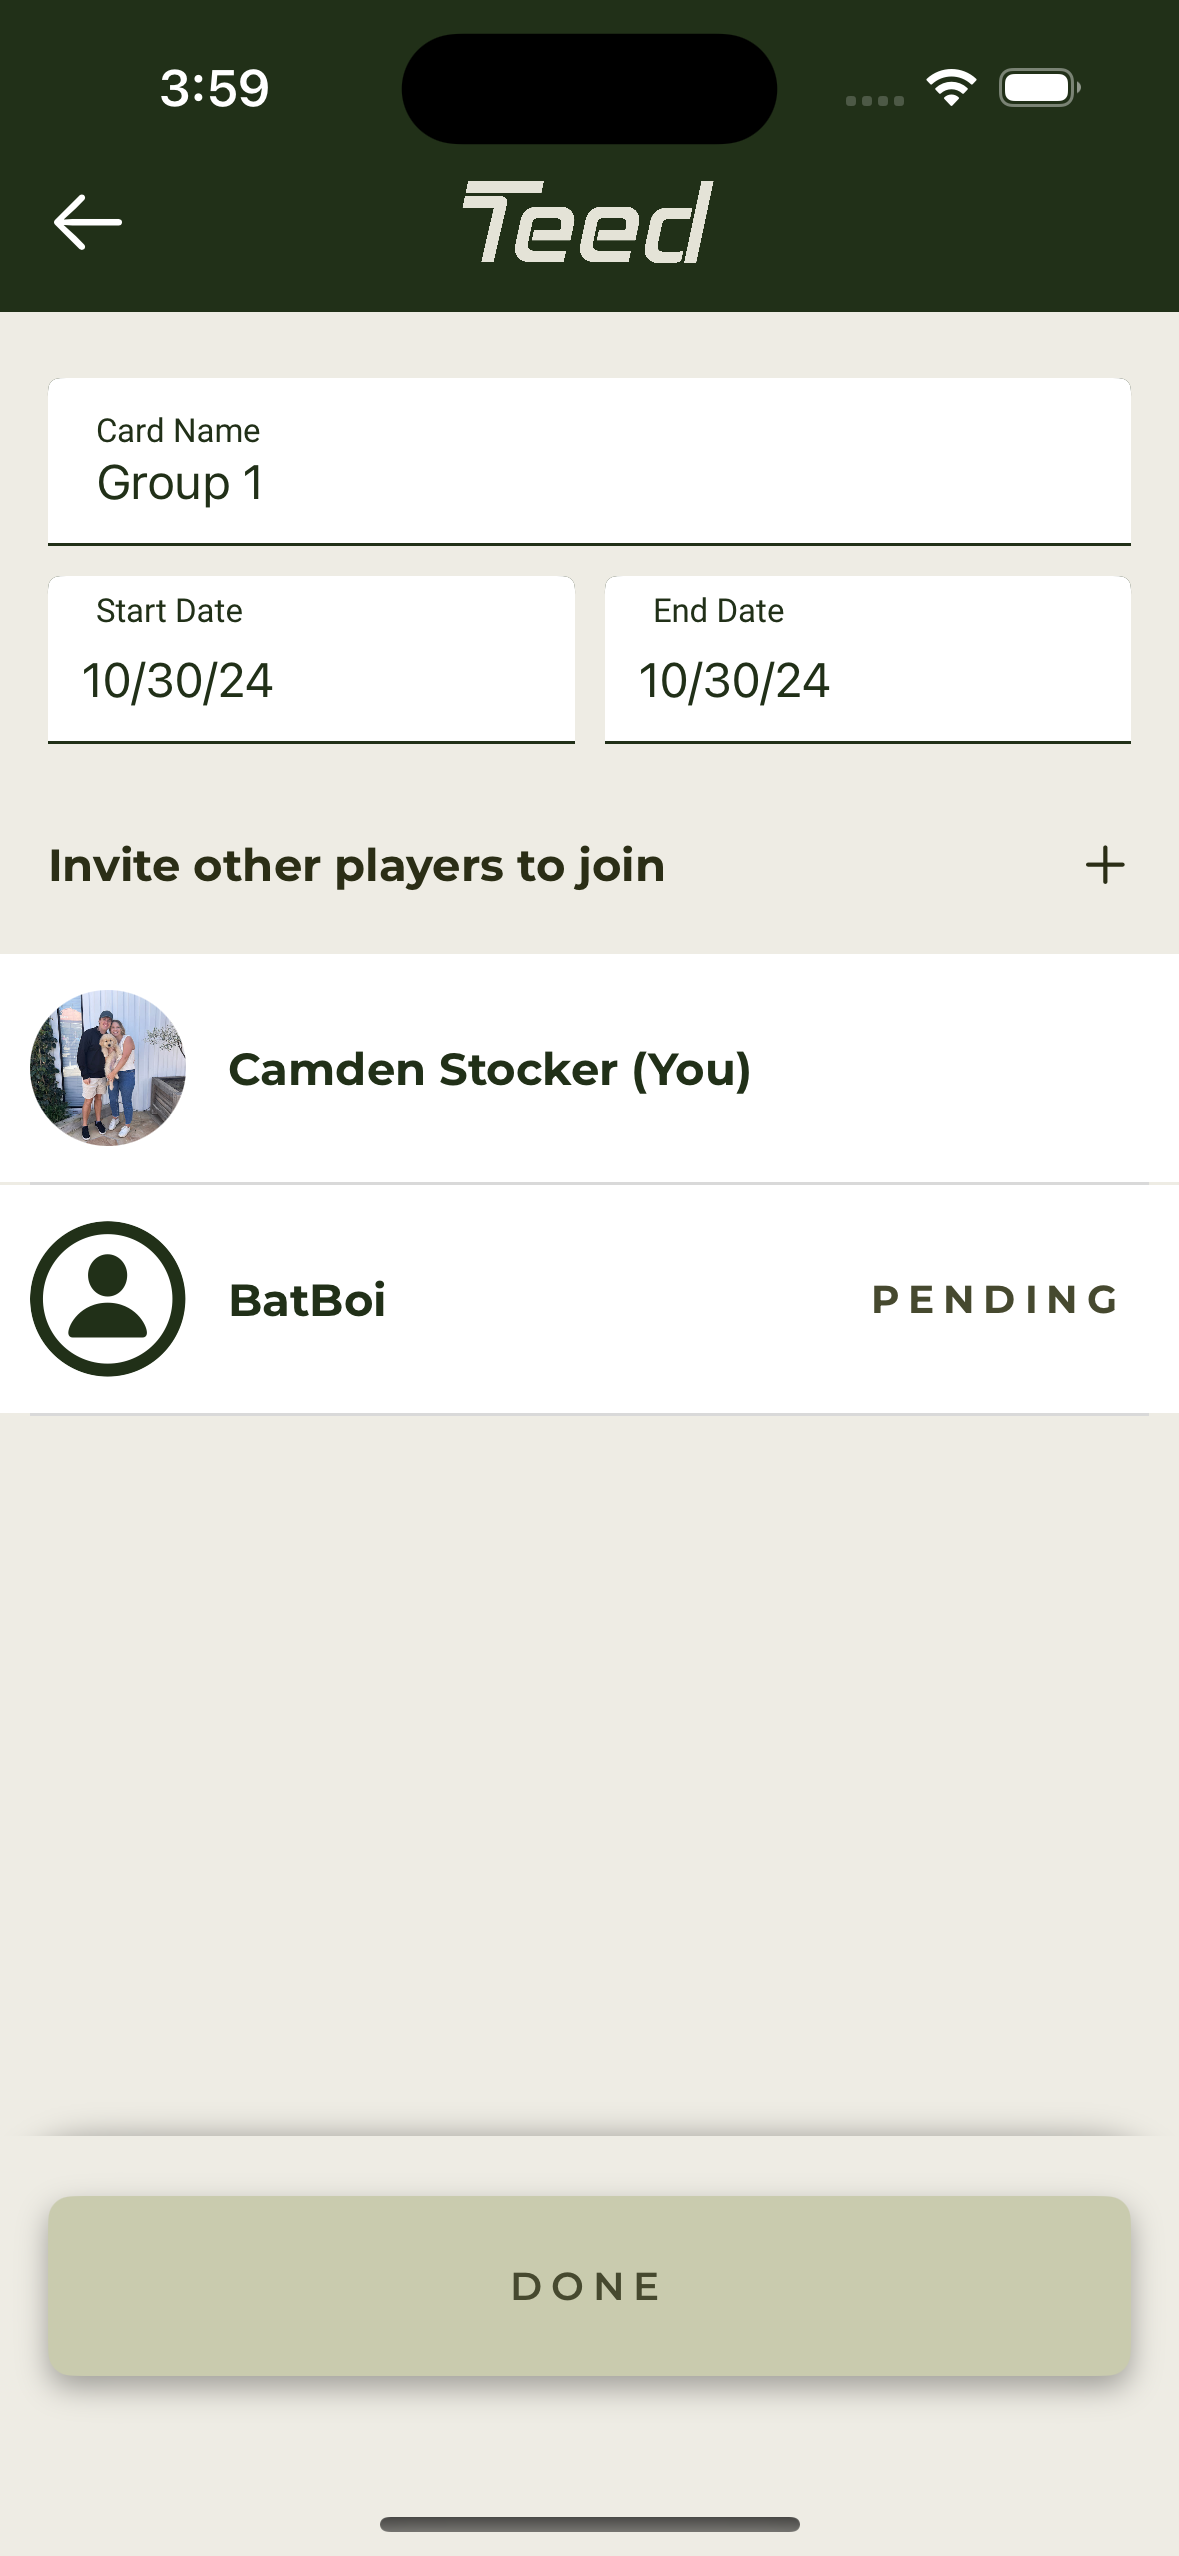 3:59
Teed
Card Name
Group 1
Start Date
End Date
10/30/24
10/30/24
Invite other players to join
Camden Stocker (You)
BatBoi
PENDING
DONE